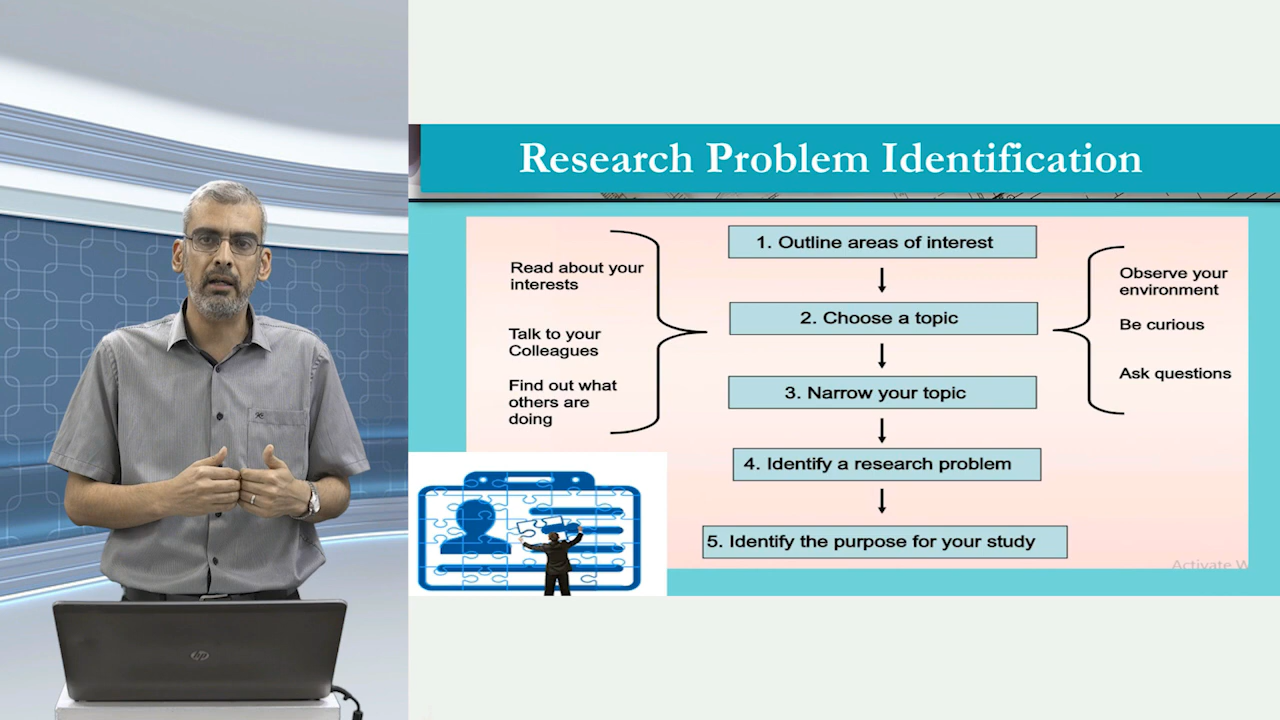 Research Problem Identification
1. Outline areas of interest
2. Choose a topic
3. Narrow your topic
4. Identify a research problem
5. Identify the purpose for your study
Read about your
interests
Talk to your
Colleagues
Find out what
others are
doing
Observe your
environment
Be curious
Ask questions
Activate W
hp